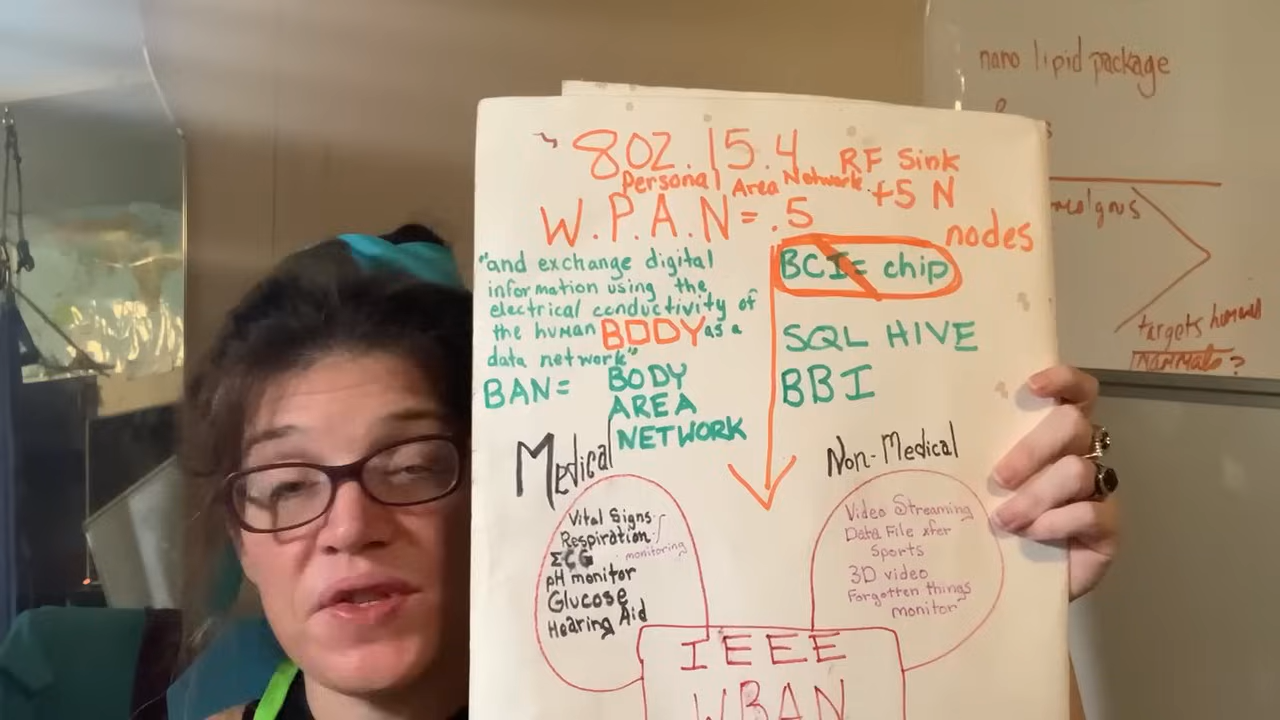 802.15.4 RF Sink
Personal Area Network +5 N
W.P.A.N = .5 nodes
"and exchange digital
information using the
electrical conductivity of
the human BODY as a
data network"
BAN = BODY
AREA
NETWORK
BCI = chip
SQL HIVE
BBI
Medical
Vital Signs
Respiration
monitoring
ECG
pH monitor
Glucose
Hearing Aid
Non-Medical
Video Streaming
Data File xfer
Sports
3D video
Forgotten things
monitor
IEEE
WBAN
nano lipid package
targets human